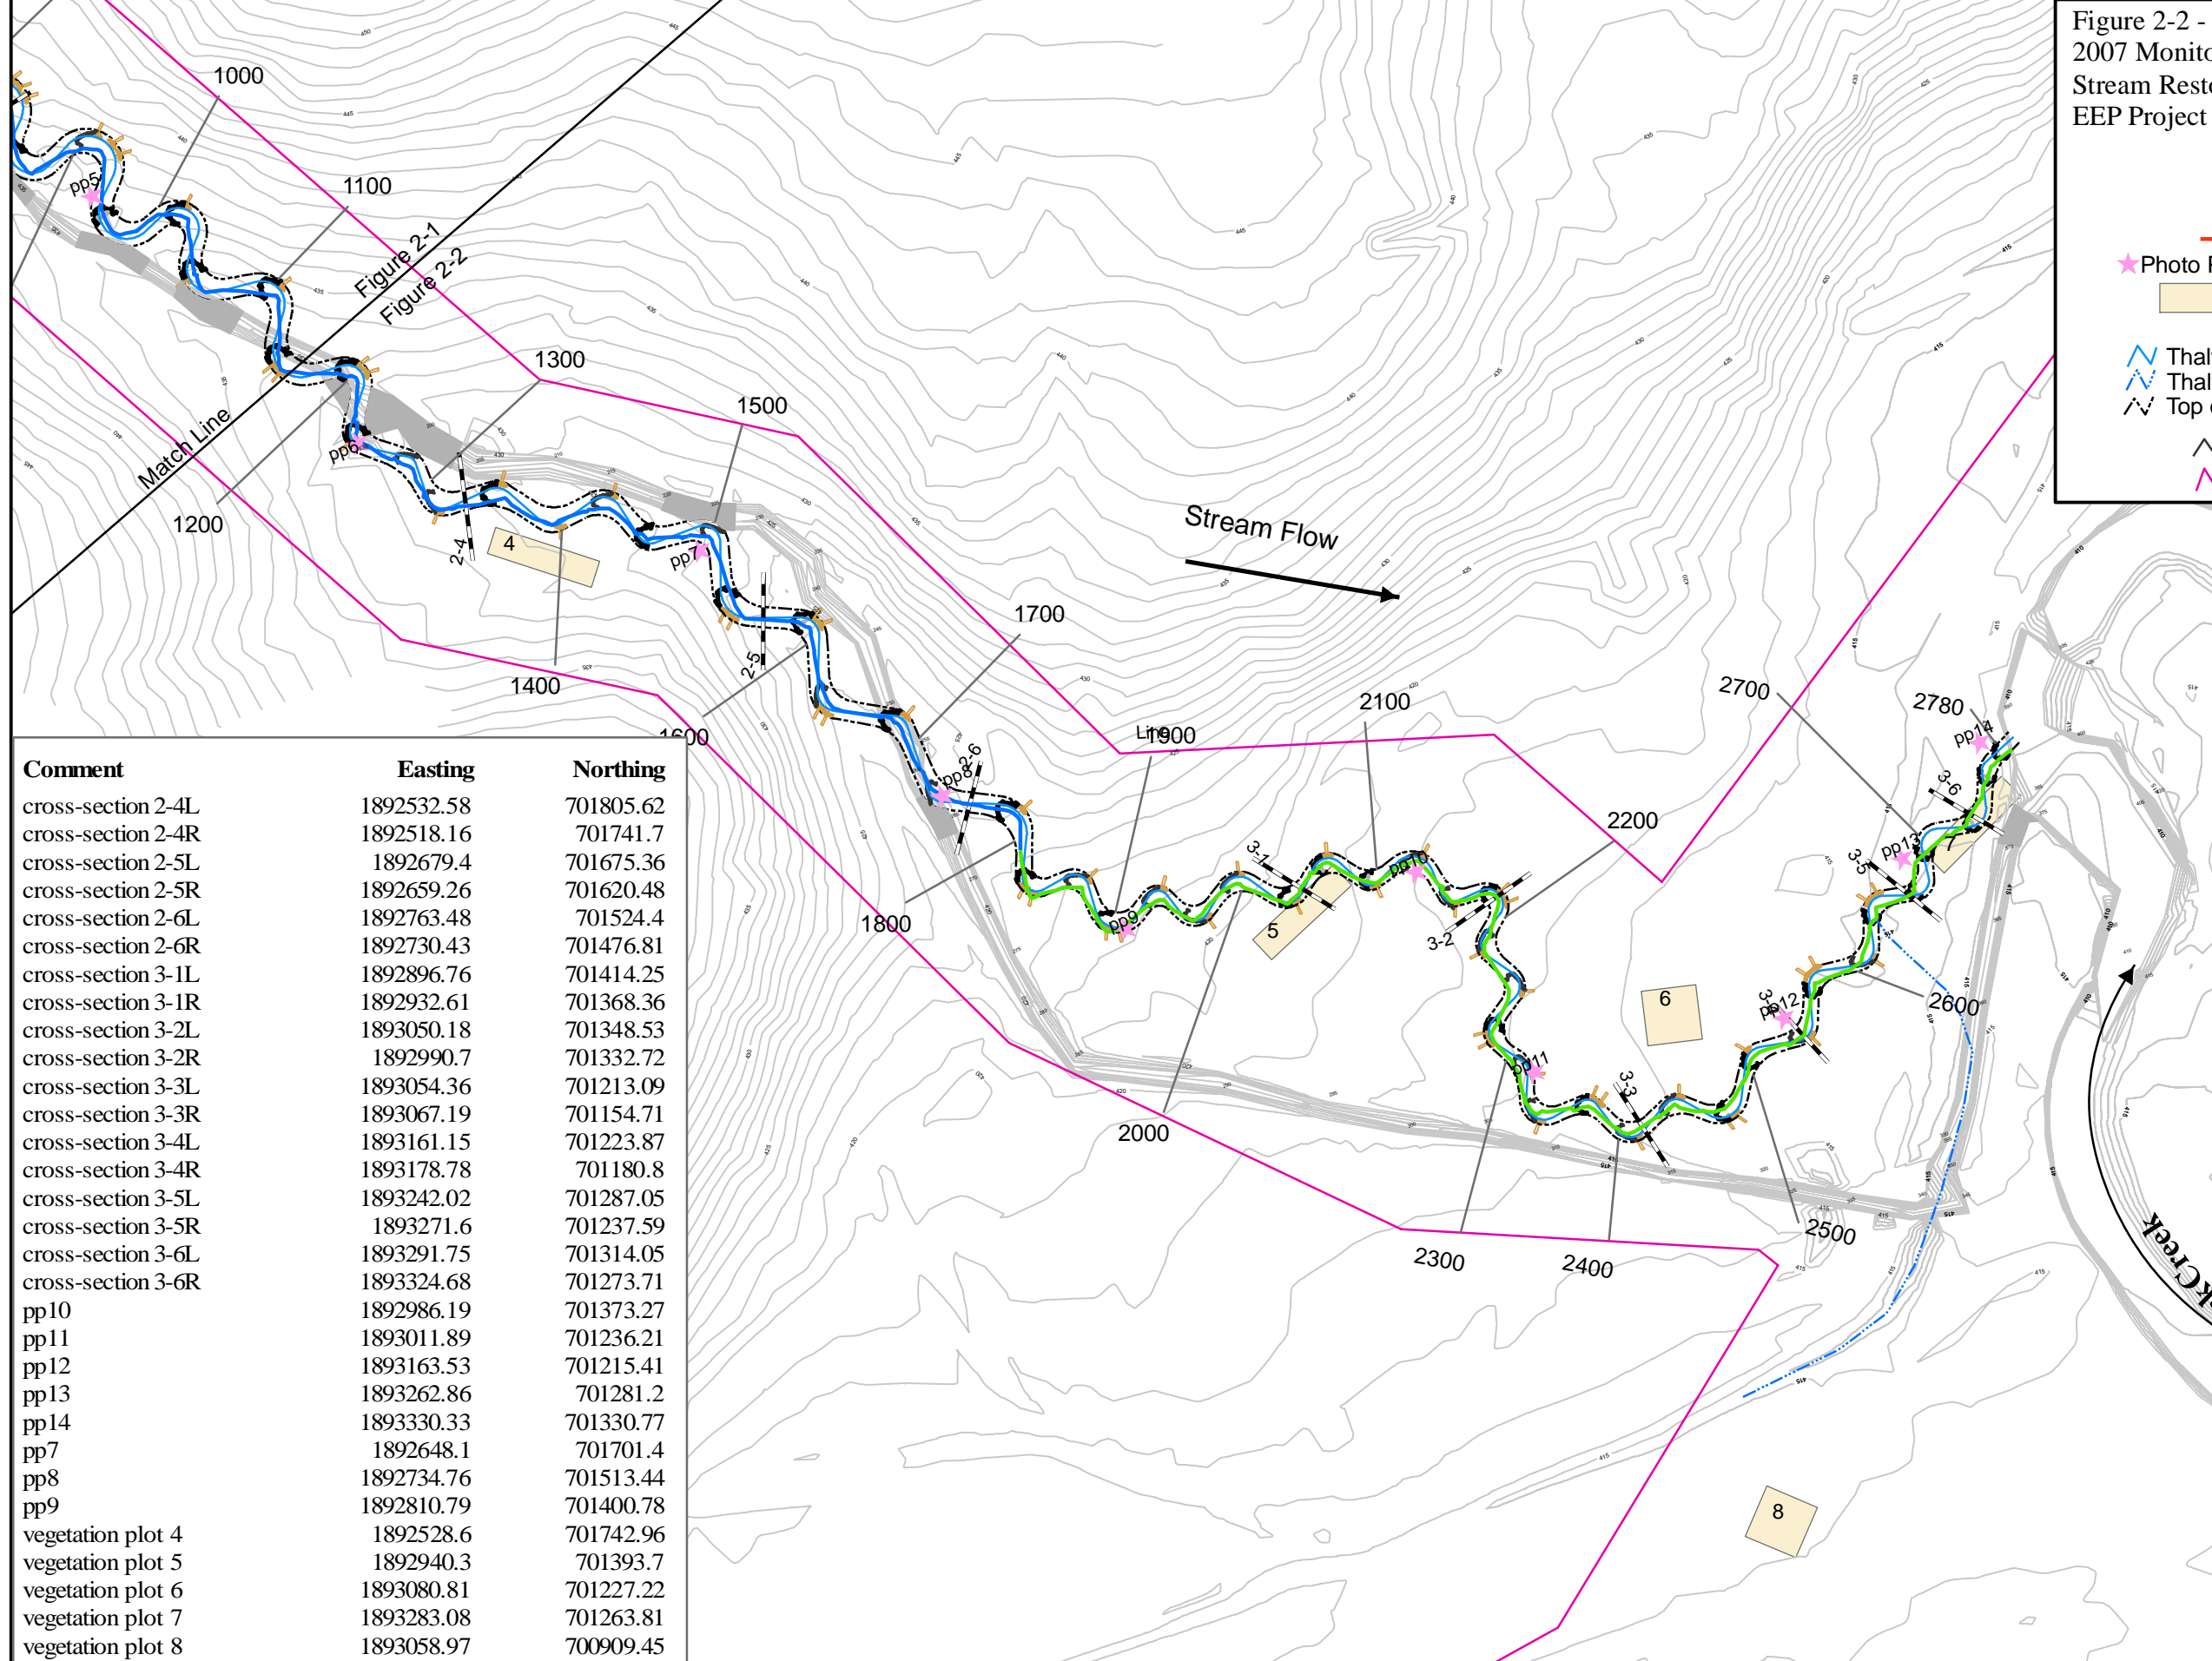 Figure 2-2 -
2007 Monito
Stream Resto
EEP Project
Photo
Thal
Thal
Top
1000
1100
Figure 2-1
Figure 2-2
Match Line
pp5
1200
1300
pp6
2-4
4
1400
1500
pp7
2-5
1600
1700
Stream Flow
2-6
pp8
1800
Line
1900
pp9
2000
3-1
5
2100
pp10
2200
3-2
6
pp11
3-3
2300
2400
2500
pp12
2600
3-5
pp13
2700
3-6
7
2780
pp14
8
Creek
Comment Easting Northing
cross-section 2-4L 1892532.58 701805.62
cross-section 2-4R 1892518.16 701741.7
cross-section 2-5L 1892679.4 701675.36
cross-section 2-5R 1892659.26 701620.48
cross-section 2-6L 1892763.48 701524.4
cross-section 2-6R 1892730.43 701476.81
cross-section 3-1L 1892896.76 701414.25
cross-section 3-1R 1892932.61 701368.36
cross-section 3-2L 1893050.18 701348.53
cross-section 3-2R 1892990.7 701332.72
cross-section 3-3L 1893054.36 701213.09
cross-section 3-3R 1893067.19 701154.71
cross-section 3-4L 1893161.15 701223.87
cross-section 3-4R 1893178.78 701180.8
cross-section 3-5L 1893242.02 701287.05
cross-section 3-5R 1893271.6 701237.59
cross-section 3-6L 1893291.75 701314.05
cross-section 3-6R 1893324.68 701273.71
pp10 1892986.19 701373.27
pp11 1893011.89 701236.21
pp12 1893163.53 701215.41
pp13 1893262.86 701281.2
pp14 1893330.33 701330.77
pp7 1892648.1 701701.4
pp8 1892734.76 701513.44
pp9 1892810.79 701400.78
vegetation plot 4 1892528.6 701742.96
vegetation plot 5 1892940.3 701393.7
vegetation plot 6 1893080.81 701227.22
vegetation plot 7 1893283.08 701263.81
vegetation plot 8 1893058.97 700909.45